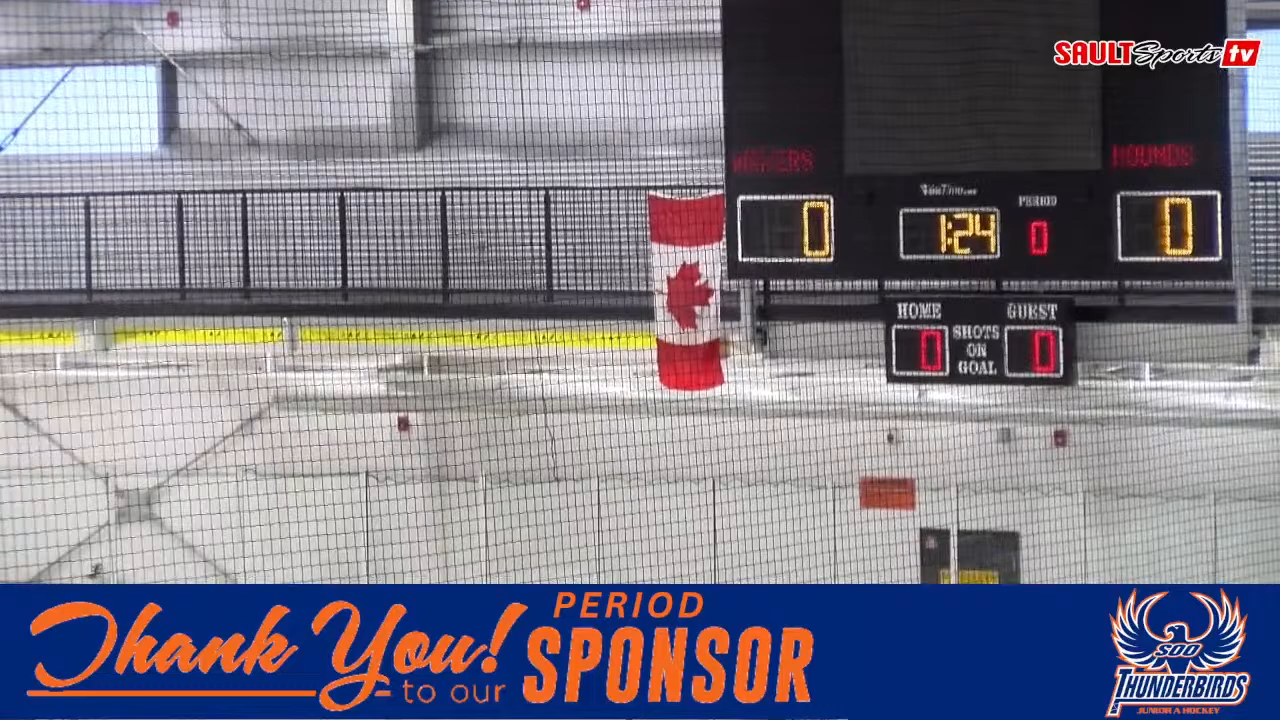 SAULT Sports tv
HOUNDS
0 1:24 PERIOD 0 0
HOME GUEST
0 SHOTS ON GOAL 0
Thank You! to our
PERIOD
SPONSOR
SOO
THUNDERBIRDS
JUNIOR A HOCKEY